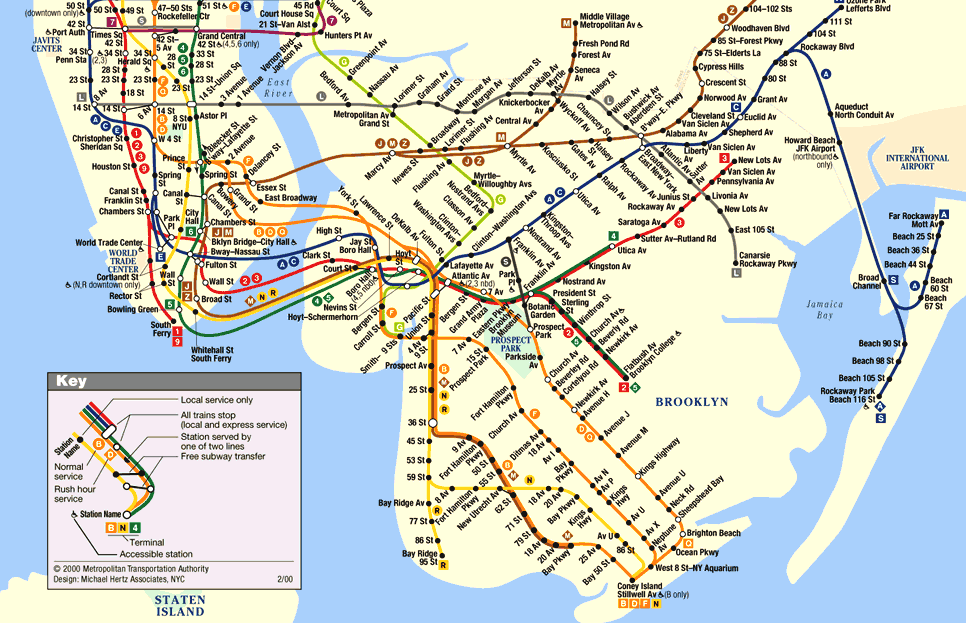 50 St
(downtown only)
50 St
49 St
47–50 Sts
Rockefeller Ctr
51 St
F
E
6
7
S
42 St
Port Auth
Times Sq
42 St
42 St–
5 Av
Grand Central
42 St (4,5,6 only)
JAVITS
CENTER
34 St
Penn Sta
34 St
(2,3)
34 St
Herald Sq
33 St
28 St
23 St
14 St
18 St
14 St
8 Av
6 Av
14 St
14 St–Union Sq
3 Avenue
1 Avenue
8 St
NYU
Astor Pl
45 Rd
Court House Sq
21 St–Van Alst
Court Sq
Vernon Blvd
Jackson Av
Hunters Pt Av
East
River
Greenpoint Av
Nassau Av
Bedford Av
Lorimer St
Graham Av
Grand St
Montrose Av
Morgan Av
Jefferson St
DeKalb Av
Myrtle Av
Halsey St
Wilson Av
Bushwick Av
Aberdeen St
B'way–E. Pkwy
Metropolitan Av
Grand St
Broadway
Lorimer St
Flushing Av
Knickerbocker
Av
Central Av
Wyckoff Av
Seneca
Av
Forest Av
Fresh Pond Rd
Middle Village
Metropolitan Av
Chauncey St
Halsey St
Gates Av
Kosciusko St
Myrtle Av
Marcy Av
Hewes St
Flushing Av
Myrtle–
Willoughby Avs
Bedford–
Nostrand Avs
Classon Av
Clinton–
Washington Avs
Fulton St
104–102 Sts
Woodhaven Blvd
85 St–Forest Pkwy
75 St–Elderts La
Cypress Hills
Crescent St
Norwood Av
Cleveland St
Van Siclen Av
Alabama Av
Ozone Park
Lefferts Blvd
111 St
104 St
Rockaway Blvd
88 St
80 St
Grant Av
Euclid Av
Shepherd Av
Van Siclen Av
Liberty
Av
Broadway
East New York
Atlantic Av
Sutter
Av
New Lots Av
Van Siclen Av
Pennsylvania Av
Livonia Av
New Lots Av
East 105 St
Canarsie
Rockaway Pkwy
Junius St
Rockaway Av
Saratoga Av
Sutter Av–Rutland Rd
Utica Av
Kingston Av
Nostrand Av
President St
Sterling
St
Winthrop St
Church Av
Beverly Rd
Newkirk Av
Flatbush Av
Brooklyn College
Rockaway Av
Ralph Av
Utica Av
Kingston–
Throop Avs
Nostrand Av
Franklin Av
Franklin Av
Clinton–Washington Avs
Lafayette Av
Atlantic Av
(2,3 nbd)
7 Av
Park
Pl
Botanic
Garden
Prospect
Park
Parkside
Av
PROSPECT
PARK
Aqueduct
North Conduit Av
Howard Beach
JFK Airport
(northbound
only)
JFK
INTERNATIONAL
AIRPORT
Far Rockaway
Mott Av
Beach 25 St
Beach 36 St
Beach 44 St
Beach
60 St
Beach
67 St
Broad
Channel
Jamaica
Bay
Beach 90 St
Beach 98 St
Beach 105 St
Rockaway Park
Beach 116 St
Christopher St
Sheridan Sq
Houston St
Canal St
Franklin St
Chambers St
W 4 St
Prince
St
Spring
St
Canal
St
Bleecker St
B'way–Lafayette St
2 Avenue
Delancey St
Spring St
Bowery
Grand St
Canal St
Essex St
East Broadway
City
Hall
Park
Pl
Chambers St
Bklyn Bridge–City Hall
Bway–Nassau St
Fulton St
World Trade Center
WORLD
TRADE
CENTER
Cortlandt St
(N,R downtown only)
Rector St
Wall
St
Wall St
Broad St
Bowling Green
South
Ferry
Whitehall St
South Ferry
York St
Lawrence St
DeKalb Av
High St
Clark St
Jay St
Boro Hall
Court St
Hoyt
St
Boro Hall
(4,5 nbd)
Nevins St
Hoyt–Schermerhorn
Bergen St
Carroll St
Smith–9 Sts
Pacific St
Union St
4 Av
9 St
Bergen St
Grand Army
Plaza
Eastern Pkwy
Brooklyn
Museum
7 Av
15 St
Prospect Park
Prospect Av
25 St
36 St
45 St
53 St
59 St
Bay Ridge Av
77 St
86 St
Bay Ridge
95 St
9 Av
Fort Hamilton
Pkwy
50 St
55 St
62 St
71 St
79 St
18 Av
20 Av
Bay Pkwy
25 Av
Bay 50 St
8 Av
Fort Hamilton
Pkwy
New Utrecht Av
18 Av
20 Av
Bay Pkwy
Kings
Hwy
Av U
86 St
Fort Hamilton
Pkwy
Church Av
Ditmas Av
18 Av
Av I
Bay
Pkwy
Av N
Av P
Kings
Hwy
Av U
Av X
Neptune
Av
Church Av
Beverley Rd
Cortelyou Rd
Newkirk Av
Avenue H
Avenue J
Avenue M
Kings Highway
Avenue U
Neck Rd
Sheepshead Bay
Brighton Beach
Ocean Pkwy
West 8 St–NY Aquarium
Coney Island
Stillwell Av (B only)
B D F N
BROOKLYN
Key
Local service only
All trains stop
(local and express service)
Station served by
one of two lines
Free subway transfer
Station
Name
Normal
service
Rush hour
service
B
D
Station Name
B N 4
Terminal
Accessible station
© 2000 Metropolitan Transportation Authority
Design: Michael Hertz Associates, NYC
2/00
STATEN
ISLAND